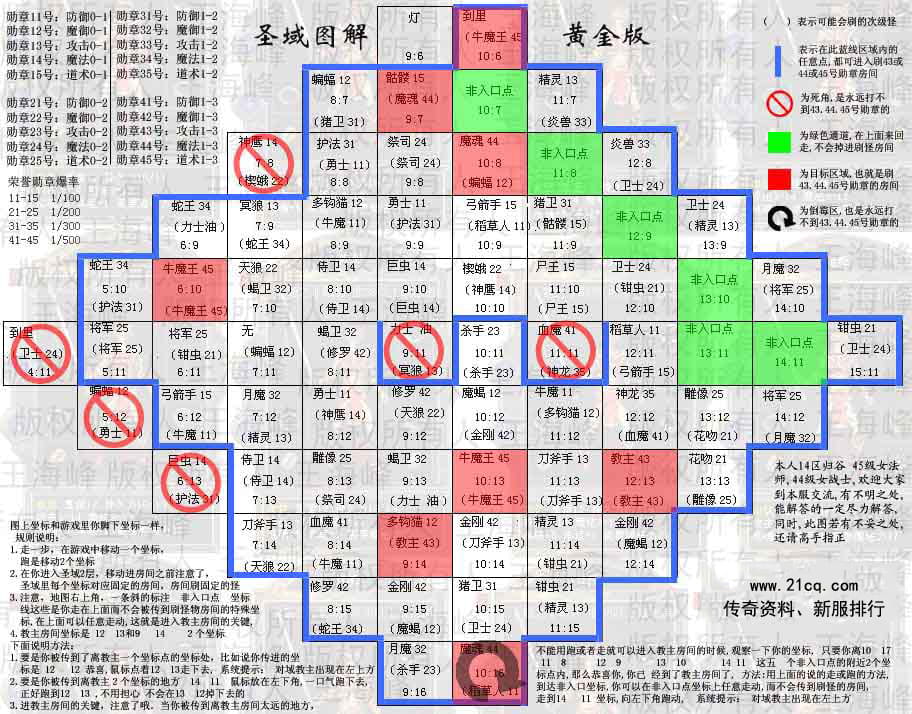 圣域图解 黄金版
勋章11号：防御0-1 勋章31号：防御1-2
勋章12号：魔御0-1 勋章32号：魔御1-2
勋章13号：攻击0-1 勋章33号：攻击1-2
勋章14号：魔法0-1 勋章34号：魔法1-2
勋章15号：道术0-1 勋章35号：道术1-2
勋章21号：防御0-2 勋章41号：防御1-3
勋章22号：魔御0-2 勋章42号：魔御1-3
勋章23号：攻击0-2 勋章43号：攻击1-3
勋章24号：魔法0-2 勋章44号：魔法1-3
勋章25号：道术0-2 勋章45号：道术1-3
荣誉勋章爆率
11-15 1/100
21-25 1/200
31-35 1/300
41-45 1/500
（ ）表示可能会刷的次级怪
表示在此蓝线区域内的
任意点,都可进入刷43或
44或45号勋章房间
为死角,是永远打不
到43.44.45号勋章的
为绿色通道,在上面来回
走,不会掉进刷怪房间
为目标区域,也就是刷
43.44.45号勋章的房间
为倒霉区,也是永远打
不到43.44.45号勋章的
灯
9:6
到里
(牛魔王 45
10:6
蝙蝠 12
8:7
(猪卫 31)
骷髅 15
(魔魂 44)
9:7
非入口点
10:7
精灵 13
11:7
(炎兽 33)
神鹰 14
7:8
(楔蛾 22)
护法 31
(勇士 11)
8:8
祭司 24
(祭司 24)
9:8
魔魂 44
10:8
(蝙蝠 12)
非入口点
11:8
炎兽 33
12:8
(卫士 24)
蛇王 34
(力士 油)
6:9
冥狼 13
7:9
(蛇王 34)
多钩猫 12
(牛魔 11)
8:9
勇士 11
(护法 31)
9:9
弓箭手 15
(稻草人 11)
10:9
猪卫 31
(骷髅 15)
11:9
非入口点
12:9
卫士 24
(精灵 13)
13:9
蛇王 34
5:10
(护法 31)
牛魔王 45
6:10
(牛魔王 45)
天狼 22
(蝎卫 32)
7:10
侍卫 14
8:10
(侍卫 14)
巨虫 14
9:10
(巨虫 14)
楔蛾 22
(神鹰 14)
10:10
尸王 15
11:10
(尸王 15)
卫士 24
(钳虫 21)
12:10
非入口点
13:10
月魔 32
(将军 25)
14:10
到里
(卫士 24)
4:11
将军 25
(将军 25)
5:11
将军 25
(钳虫 21)
6:11
无
(蝙蝠 12)
7:11
蝎卫 32
(修罗 42)
8:11
力士 油
9:11
(冥狼 13)
杀手 23
10:11
(杀手 23)
血魔 41
11:11
(神龙 35)
稻草人 11
12:11
(弓箭手 15)
非入口点
13:11
非入口点
14:11
钳虫 21
(卫士 24)
15:11
蝙蝠 12
5:12
(勇士 11)
弓箭手 15
6:12
(牛魔 11)
月魔 32
7:12
(精灵 13)
勇士 11
(神鹰 14)
8:12
修罗 42
(天狼 22)
9:12
魔蝎 12
10:12
(金刚 42)
牛魔 11
(多钩猫 12)
11:12
神龙 35
12:12
(血魔 41)
雕像 25
13:12
(花吻 21)
将军 25
14:12
(月魔 32)
巨虫 14
6:13
(护法 31)
侍卫 14
(侍卫 14)
7:13
雕像 25
8:13
(祭司 24)
蝎卫 32
9:13
(力士 油)
牛魔王 45
10:13
(牛魔王 45)
刀斧手 13
11:13
(刀斧手 13)
教主 43
12:13
(教主 43)
花吻 21
13:13
(雕像 25)
刀斧手 13
7:14
(天狼 22)
血魔 41
8:14
(牛魔 11)
多钩猫 12
(教主 43)
9:14
金刚 42
(刀斧手 13)
10:14
精灵 13
11:14
(钳虫 21)
金刚 42
(魔蝎 12)
12:14
修罗 42
8:15
(蛇王 34)
金刚 42
9:15
(魔蝎 12)
猪卫 31
10:15
(卫士 24)
钳虫 21
(精灵 13)
11:15
月魔 32
(杀手 23)
9:16
魔魂 44
10:16
(稻草人 11
本人14区归谷 45级女法
师,44级女战士,欢迎大家
到本服交流,有不明之处,
能解答的一定尽力解答,
同时,此图若有不妥之处,
还请高手指正
www.21cq.com
传奇资料、新服排行
图上坐标和游戏里你脚下坐标一样,
规则说明：
1.走一步，在游戏中移动一个坐标，
跑是移动2个坐标
2.在你进入圣域2层，移动进房间之前注意了，
圣域里每个坐标对应固定的房间，房间刷固定的怪
3.注意，地图右上角，一条斜的标注 非入口点 坐标
线这些是你走在上面而不会被传到刷怪物房间的特殊坐
标,在上面可以任意走动,这就是进入教主房间的关键,
4.教主房间坐标是 12 13和9 14 2个坐标
下面说明方法：
1.要是你被传到了离教主一个坐标点的坐标处，比如说你传进的坐
标是 12 12 恭喜,鼠标点着12 13走下去, 系统提示： 对域教主出现在左上方
2.要是你被传到离教主 2个坐标的地方 14 11 鼠标放在左下角,一口气跑下去,
正好跑到12 13 ,不用担心 不会在13 12掉下去的
3.进教主房间的关键，注意了哦．当你被传到离教主房间太远的地方，
不能用跑或者是走就可以进入教主房间的时候,观察一下你的坐标, 只要你离10 17
11 8 12 9 13 10 14 11 这五 个非入口点的附近2个坐
标点内,那么恭喜你,你已 经到了教主房间了, 方法:用上面的说的走或跑的方法,
到达非入口坐标,你可以在非入口点坐标上任意走动,而不会传到刷怪的房间,
走到14 11 坐标,向左下角跑动, 系统提示： 对域教主出现在左上方